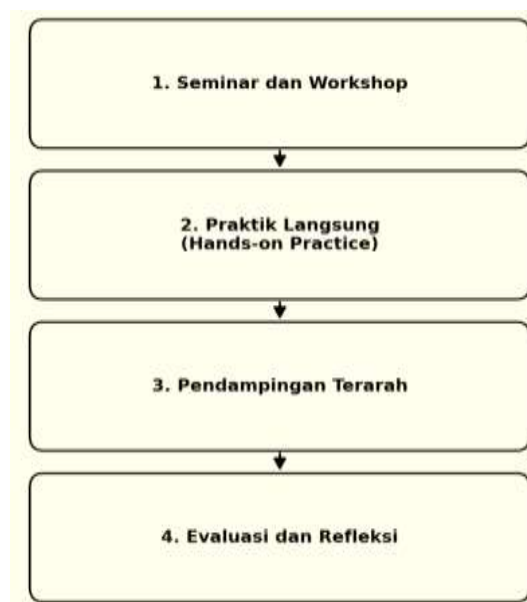 1. Seminar dan Workshop
2. Praktik Langsung
(Hands-on Practice)
3. Pendampingan Terarah
4. Evaluasi dan Refleksi